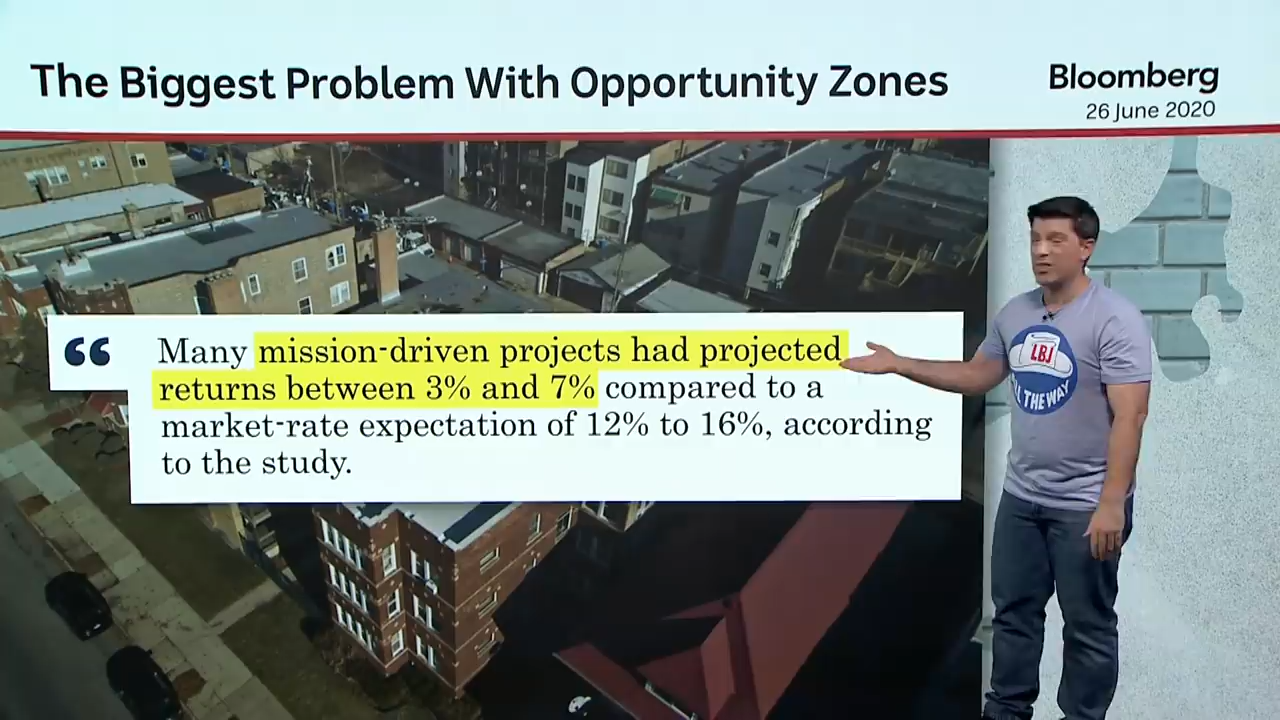 The Biggest Problem With Opportunity Zones
Bloomberg
26 June 2020
“ Many mission-driven projects had projected
returns between 3% and 7% compared to a
market-rate expectation of 12% to 16%, according
to the study.
LBJ
ALL THE WAY